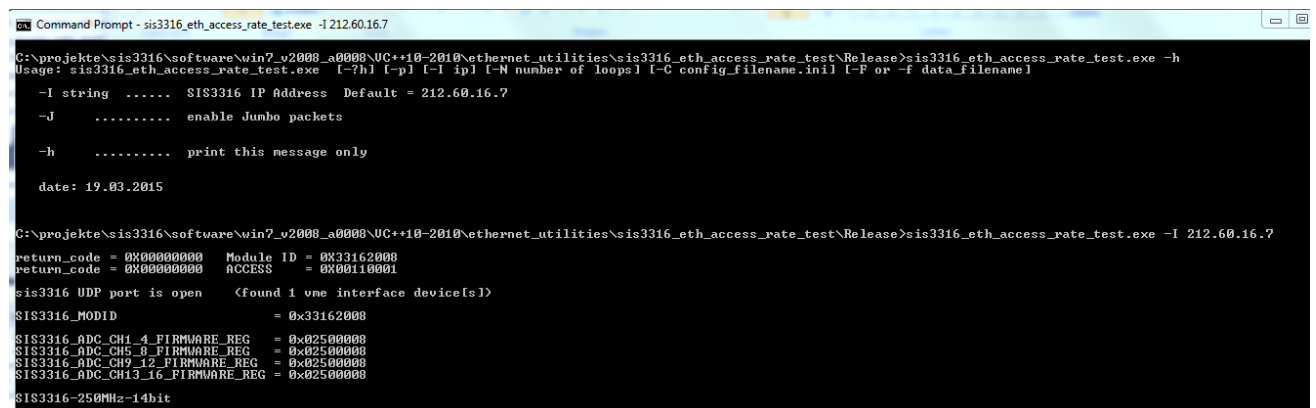 Command Prompt - sis3316_eth_access_rate_test.exe -I 212.60.16.7
C:\projekte\sis3316\software\win7_v2008_a0008\VC++10-2010\ethernet_utilities\sis3316_eth_access_rate_test\Release>sis3316_eth_access_rate_test.exe -h
Usage: sis3316_eth_access_rate_test.exe [-?h] [-p] [-I ip] [-N number of loops] [-C config_filename.ini] [-F or -f data_filename]
-I string ...... SIS3316 IP Address Default = 212.60.16.7
-J .......... enable Jumbo packets
-h .......... print this message only
date: 19.03.2015
C:\projekte\sis3316\software\win7_v2008_a0008\VC++10-2010\ethernet_utilities\sis3316_eth_access_rate_test\Release>sis3316_eth_access_rate_test.exe -I 212.60.16.7
return_code = 0X00000000 Module ID = 0X33162008
return_code = 0X00000000 ACCESS = 0X00110001
sis3316 UDP port is open (found 1 vme interface device[s])
SIS3316_MODID = 0x33162008
SIS3316_ADC_CH1_4_FIRMWARE_REG = 0x02500008
SIS3316_ADC_CH5_8_FIRMWARE_REG = 0x02500008
SIS3316_ADC_CH9_12_FIRMWARE_REG = 0x02500008
SIS3316_ADC_CH13_16_FIRMWARE_REG = 0x02500008
SIS3316-250MHz-14bit